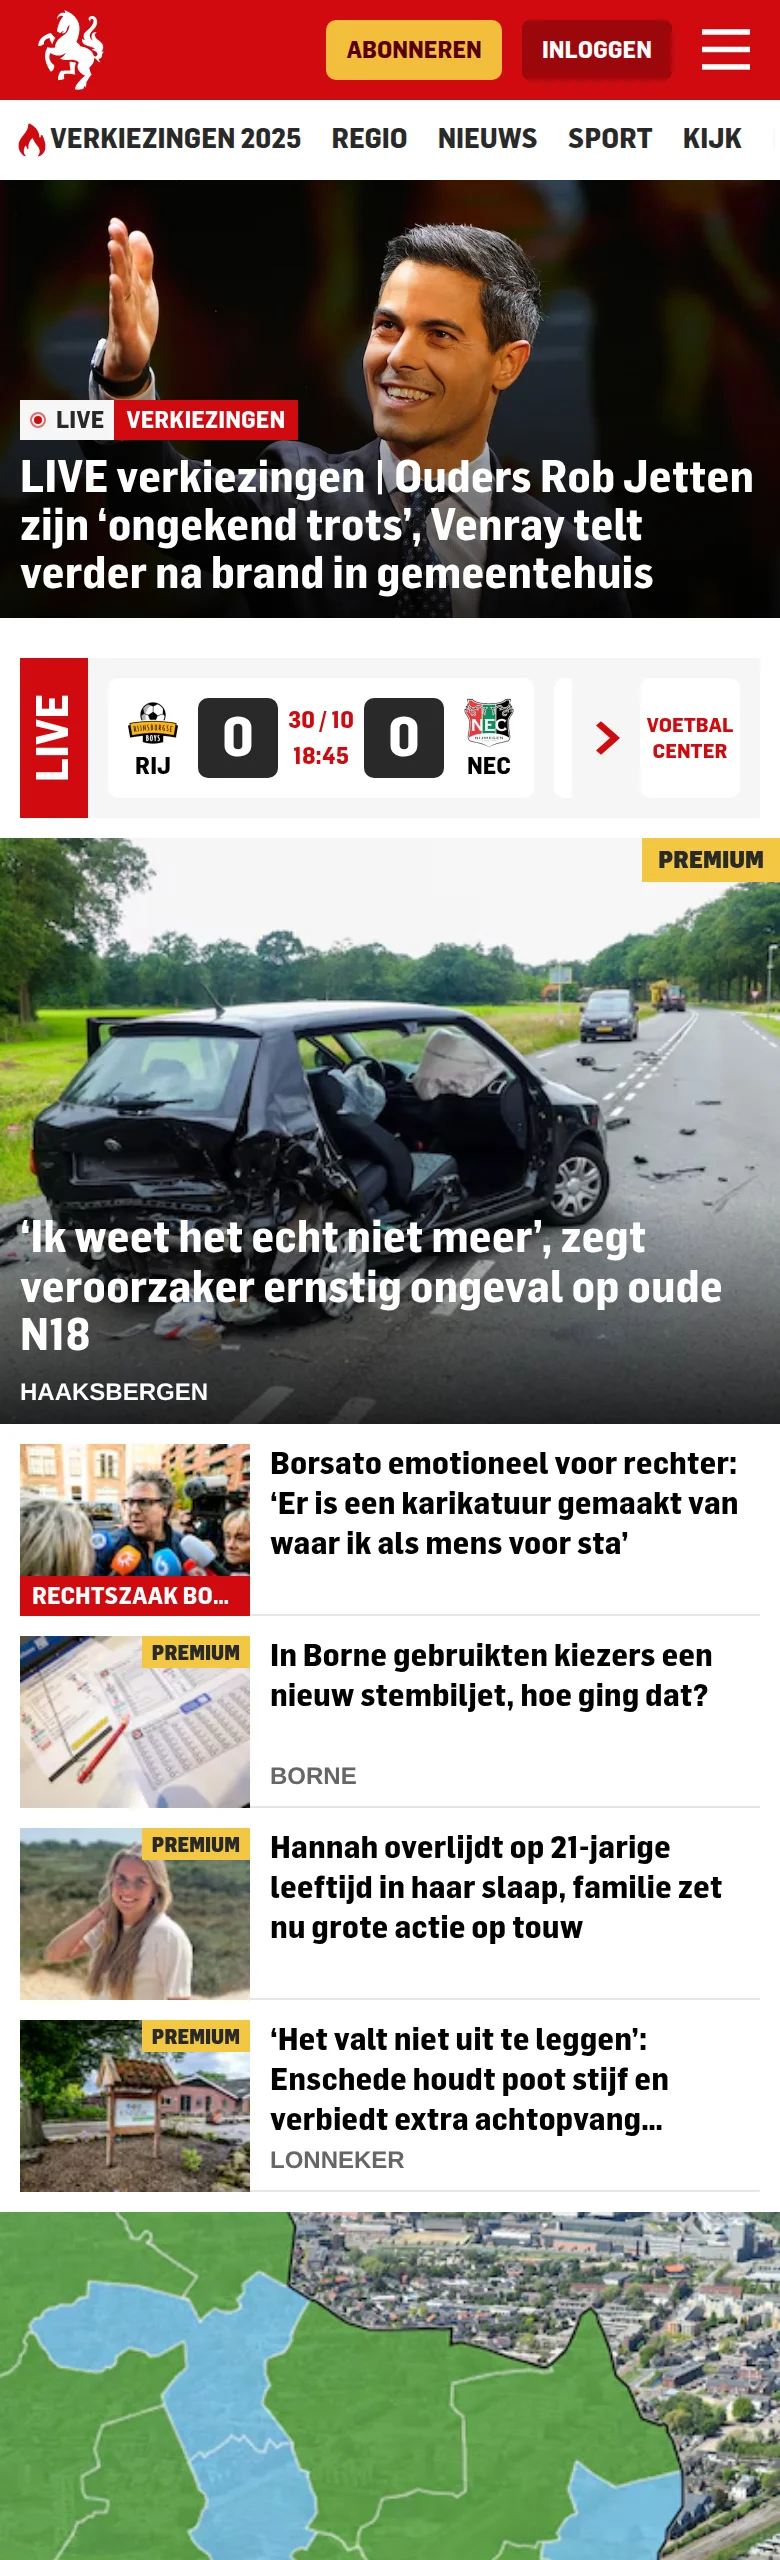 ABONNEREN
INLOGGEN
VERKIEZINGEN 2025 REGIO NIEUWS SPORT KIJK
LIVE VERKIEZINGEN
LIVE verkiezingen | Ouders Rob Jetten
zijn ‘ongekend trots’, Venray telt
verder na brand in gemeentehuis
LIVE
RIJNSBURGSE
BOYS
RIJ
0
30 / 10
18:45
0
NEC
NIJMEGEN
NEC
VOETBAL
CENTER
PREMIUM
‘Ik weet het echt niet meer’, zegt
veroorzaker ernstig ongeval op oude
N18
HAAKSBERGEN
Borsato emotioneel voor rechter:
‘Er is een karikatuur gemaakt van
waar ik als mens voor sta’
RECHTSZAAK BO...
PREMIUM
In Borne gebruikten kiezers een
nieuw stembiljet, hoe ging dat?
BORNE
PREMIUM
Hannah overlijdt op 21-jarige
leeftijd in haar slaap, familie zet
nu grote actie op touw
PREMIUM
‘Het valt niet uit te leggen’:
Enschede houdt poot stijf en
verbiedt extra achtopvang...
LONNEKER